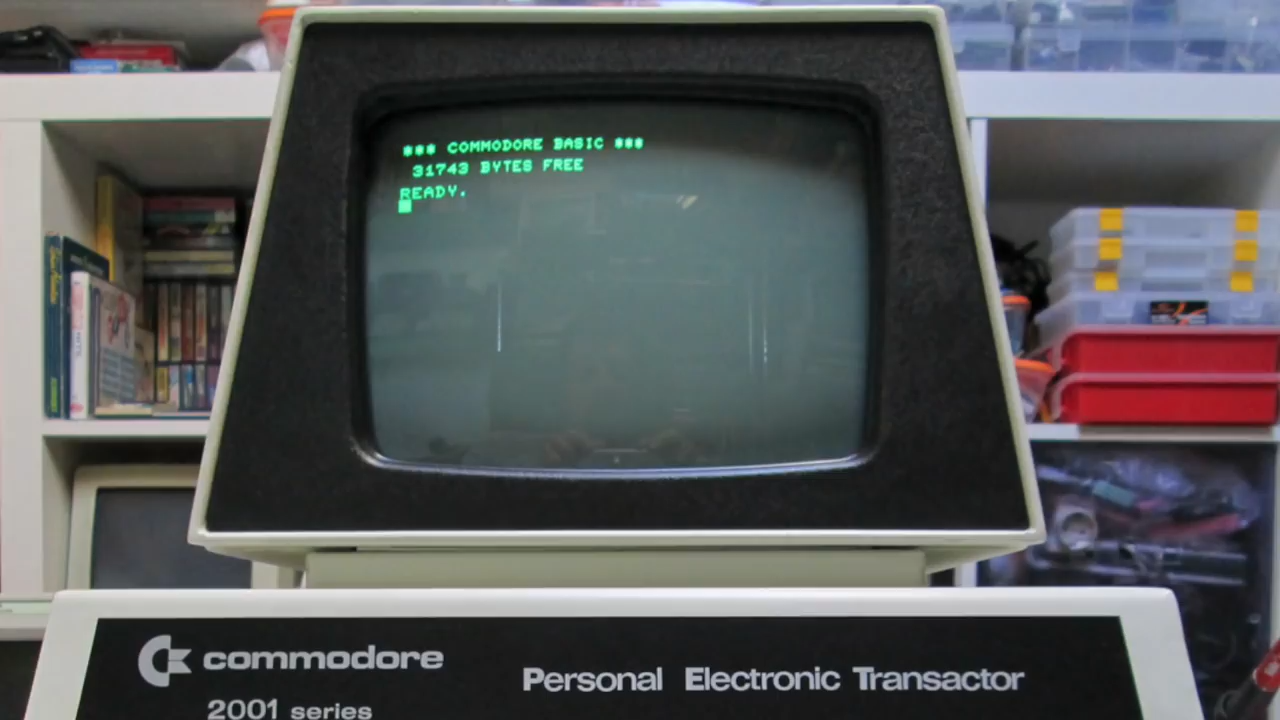 *** COMMODORE BASIC ***
31743 BYTES FREE
READY.
commodore
Personal Electronic Transactor
2001 series